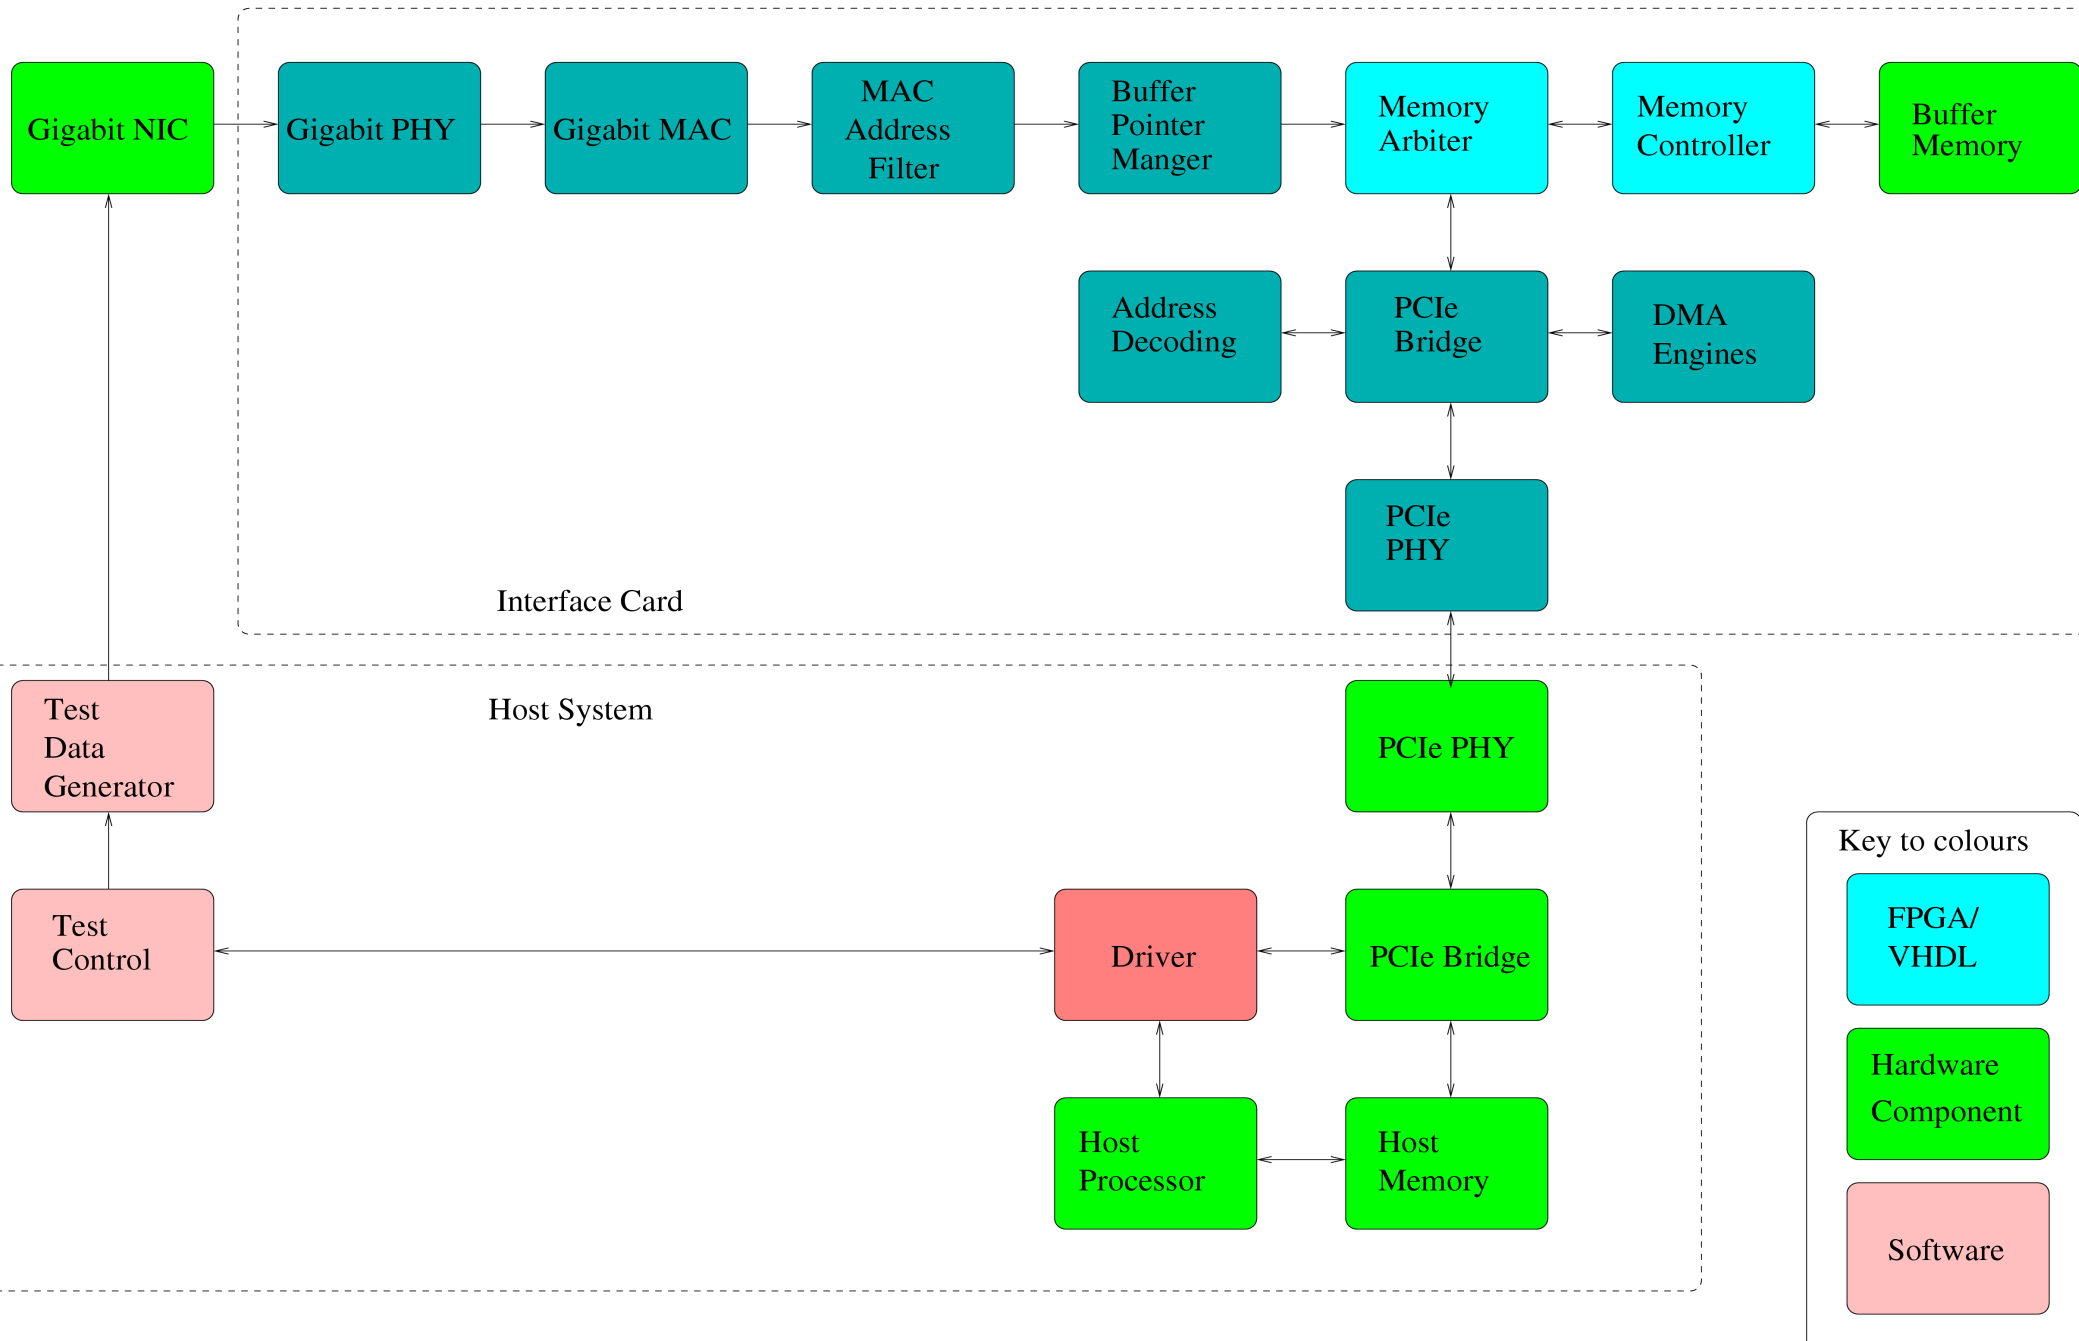 Gigabit NIC
Gigabit PHY
Gigabit MAC
MAC
Address
Filter
Buffer
Pointer
Manger
Memory
Arbiter
Memory
Controller
Buffer
Memory
Address
Decoding
PCIe
Bridge
DMA
Engines
PCIe
PHY
Interface Card
Host System
Test
Data
Generator
PCIe PHY
Test
Control
Driver
PCIe Bridge
Host
Processor
Host
Memory
Key to colours
FPGA/
VHDL
Hardware
Component
Software